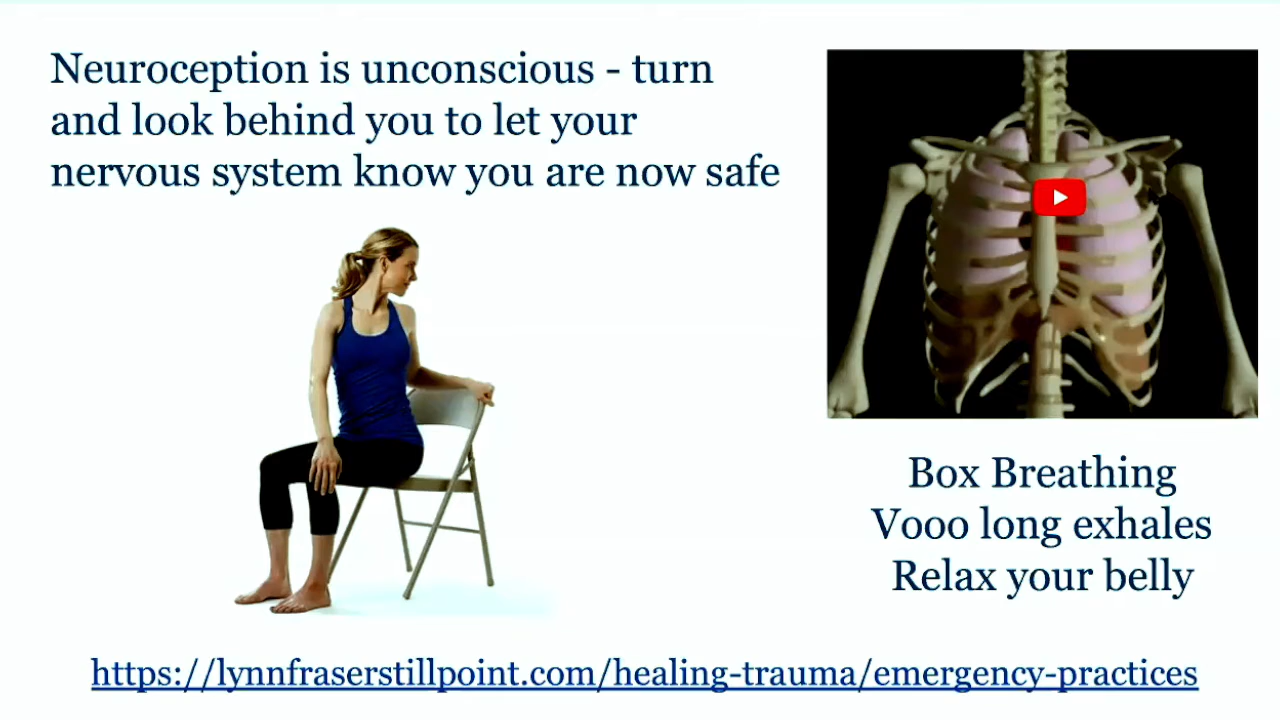 Neuroception is unconscious - turn
and look behind you to let your
nervous system know you are now safe
Box Breathing
Vooo long exhales
Relax your belly
https://lynnfraserstillpoint.com/healing-trauma/emergency-practices